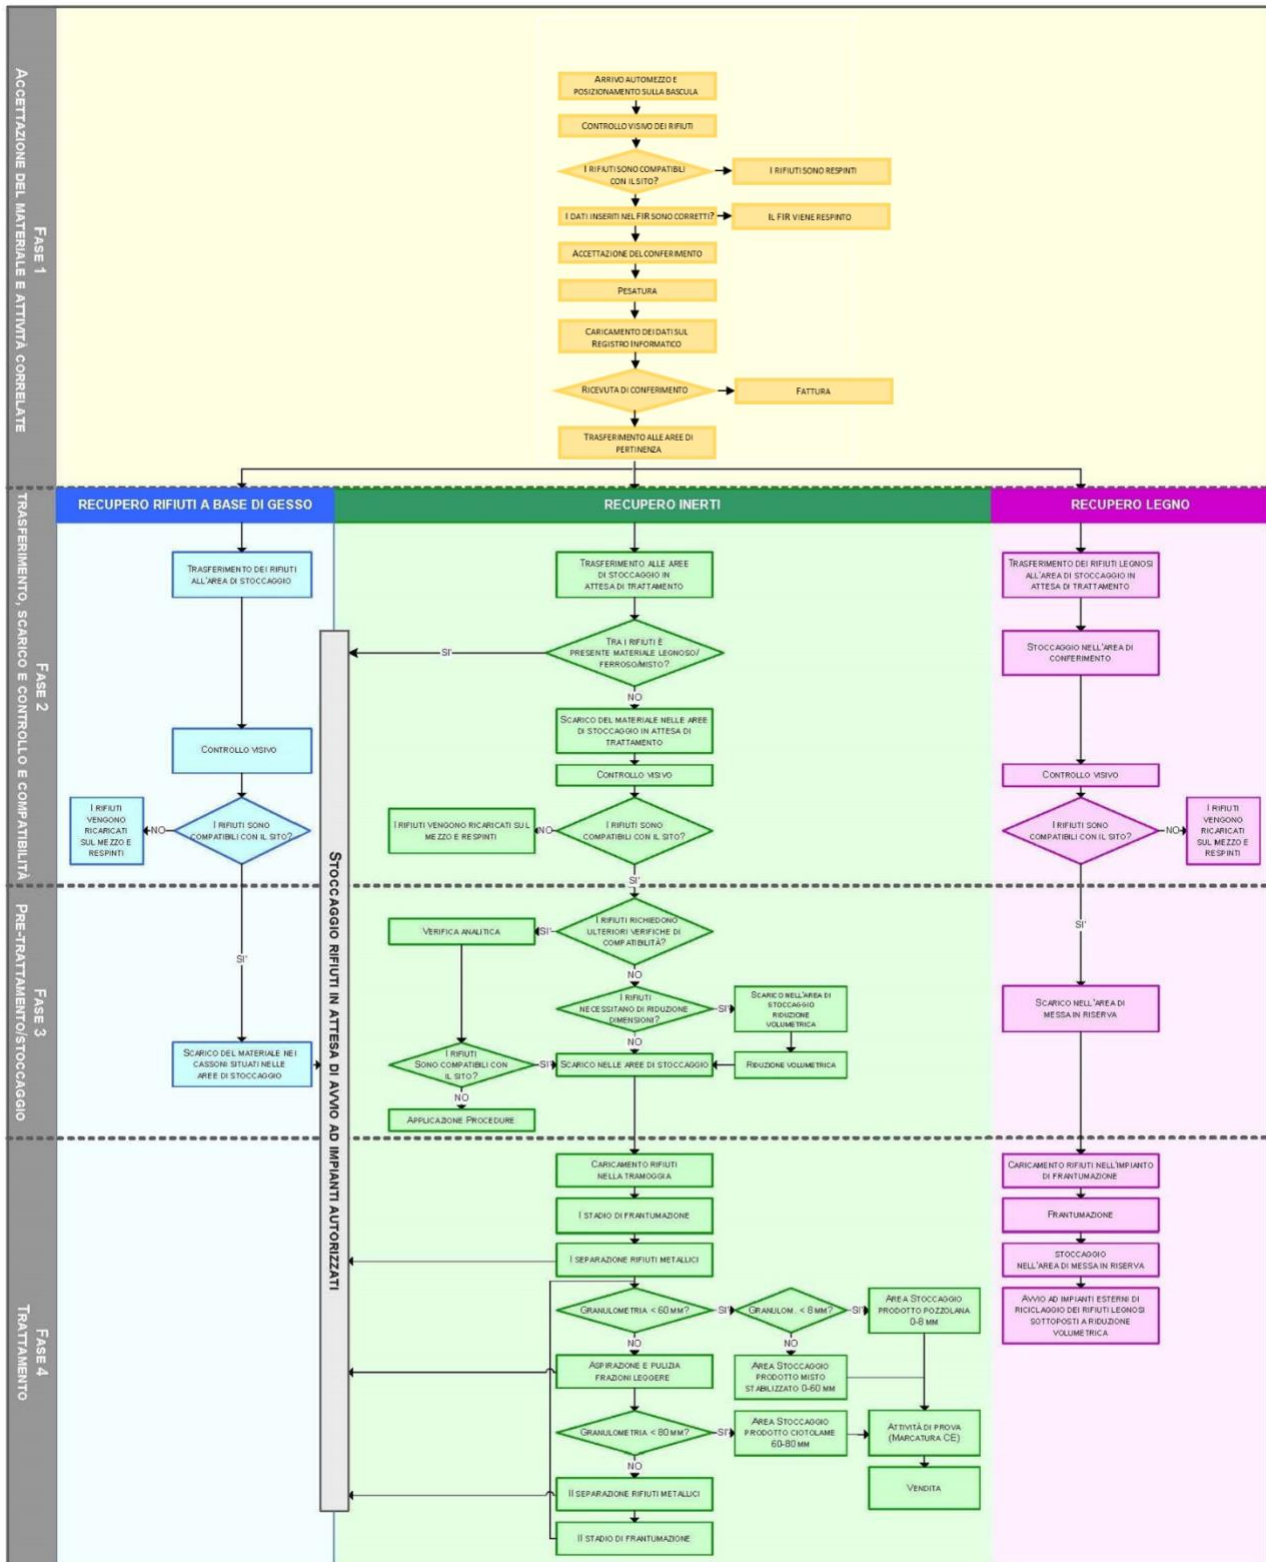 FASE 1
ACCETTAZIONE DEL MATERIALE E ATTIVITÀ CORRELATE
ARRIVO AUTOMEZZO E
POSIZIONAMENTO SULLA BASCULA
CONTROLLO VISIVO DEI RIFIUTI
I RIFIUTI SONO COMPATIBILI
CON IL SITO?
I RIFIUTI SONO RESPINTI
I DATI INSERITI NEL FIR SONO CORRETTI?
IL FIR VIENE RESPINTO
ACCETTAZIONE DEL CONFERIMENTO
PESATURA
CARICAMENTO DEI DATI SUL
REGISTRO INFORMATICO
RICEVUTA DI CONFERIMENTO
FATTURA
TRASFERIMENTO ALLE AREE DI
PERTINENZA
FASE 2
TRASFERIMENTO, SCARICO E CONTROLLO E COMPATIBILITÀ
RECUPERO RIFIUTI A BASE DI GESSO
RECUPERO INERTI
RECUPERO LEGNO
TRASFERIMENTO DEI RIFIUTI
ALL'AREA DI STOCCAGGIO
CONTROLLO VISIVO
I RIFIUTI SONO
COMPATIBILI CON IL SITO?
NO
I RIFIUTI
VENGONO
RICARICATI
SUL MEZZO E
RESPINTI
SI'
SCARICO DEL MATERIALE NEI
CASSONI SITUATI NELLE
AREE DI STOCCAGGIO
STOCCAGGIO RIFIUTI IN ATTESA DI AVVIO AD IMPIANTI AUTORIZZATI
TRASFERIMENTO ALLE AREE
DI STOCCAGGIO IN
ATTESA DI TRATTAMENTO
TRA I RIFIUTI È
PRESENTE MATERIALE LEGNOSO/
FERROSO/MISTO?
SI'
NO
SCARICO DEL MATERIALE NELLE AREE
DI STOCCAGGIO IN ATTESA DI
TRATTAMENTO
CONTROLLO VISIVO
I RIFIUTI SONO
COMPATIBILI CON IL SITO?
NO
I RIFIUTI VENGONO RICARICATI SUL
MEZZO E RESPINTI
SI'
TRASFERIMENTO DEI RIFIUTI LEGNOSI
ALL'AREA DI STOCCAGGIO IN
ATTESA DI TRATTAMENTO
STOCCAGGIO NELL'AREA DI
CONFERIMENTO
CONTROLLO VISIVO
I RIFIUTI SONO
COMPATIBILI CON IL SITO?
NO
I RIFIUTI
VENGONO
RICARICATI
SUL MEZZO E
RESPINTI
SI'
FASE 3
PRE-TRATTAMENTO/STOCCAGGIO
I RIFIUTI RICHIEDONO
ULTERIORI VERIFICHE DI
COMPATIBILITÀ?
SI'
VERIFICA ANALITICA
NO
I RIFIUTI
NECESSITANO DI RIDUZIONE
DIMENSIONI?
SI'
SCARICO NELL'AREA DI
STOCCAGGIO
RIDUZIONE
VOLUMETRICA
NO
I RIFIUTI
SONO COMPATIBILI CON
IL SITO?
SI'
SCARICO NELLE AREE DI STOCCAGGIO
RIDUZIONE VOLUMETRICA
NO
APPLICAZIONE PROCEDURE
SCARICO NELL'AREA DI
MESSA IN RISERVA
FASE 4
TRATTAMENTO
CARICAMENTO RIFIUTI
NELLA TRAMOGGIA
I STADIO DI FRANTUMAZIONE
I SEPARAZIONE RIFIUTI METALLICI
GRANULOMETRIA < 60 MM?
SI'
GRANULOM. < 8 MM?
SI'
AREA STOCCAGGIO
PRODOTTO POZZOLANA
0-8 MM
NO
NO
ASPIRAZIONE E PULIZIA
FRAZIONI LEGGERE
AREA STOCCAGGIO
PRODOTTO MISTO
STABILIZZATO 0-60 MM
GRANULOMETRIA < 80 MM?
SI'
AREA STOCCAGGIO
PRODOTTO CIOTOLAME
60-80 MM
ATTIVITÀ DI PROVA
(MARCATURA CE)
NO
II SEPARAZIONE RIFIUTI METALLICI
VENDITA
II STADIO DI FRANTUMAZIONE
CARICAMENTO RIFIUTI NELL'IMPIANTO
DI FRANTUMAZIONE
FRANTUMAZIONE
STOCCAGGIO
NELL'AREA DI MESSA IN RISERVA
AVVIO AD IMPIANTI ESTERNI DI
RICICLAGGIO DEI RIFIUTI LEGNOSI
SOTTOPOSTI A RIDUZIONE
VOLUMETRICA